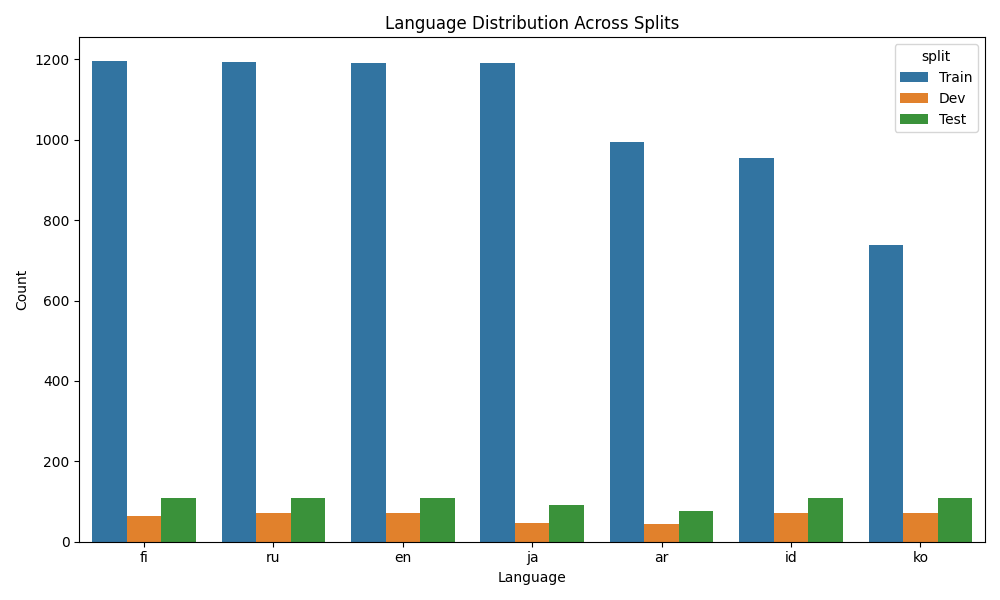 Language Distribution Across Splits
split
Train
Dev
Test
1200
1000
800
600
400
200
0
Count
fi ru en ja ar id ko
Language